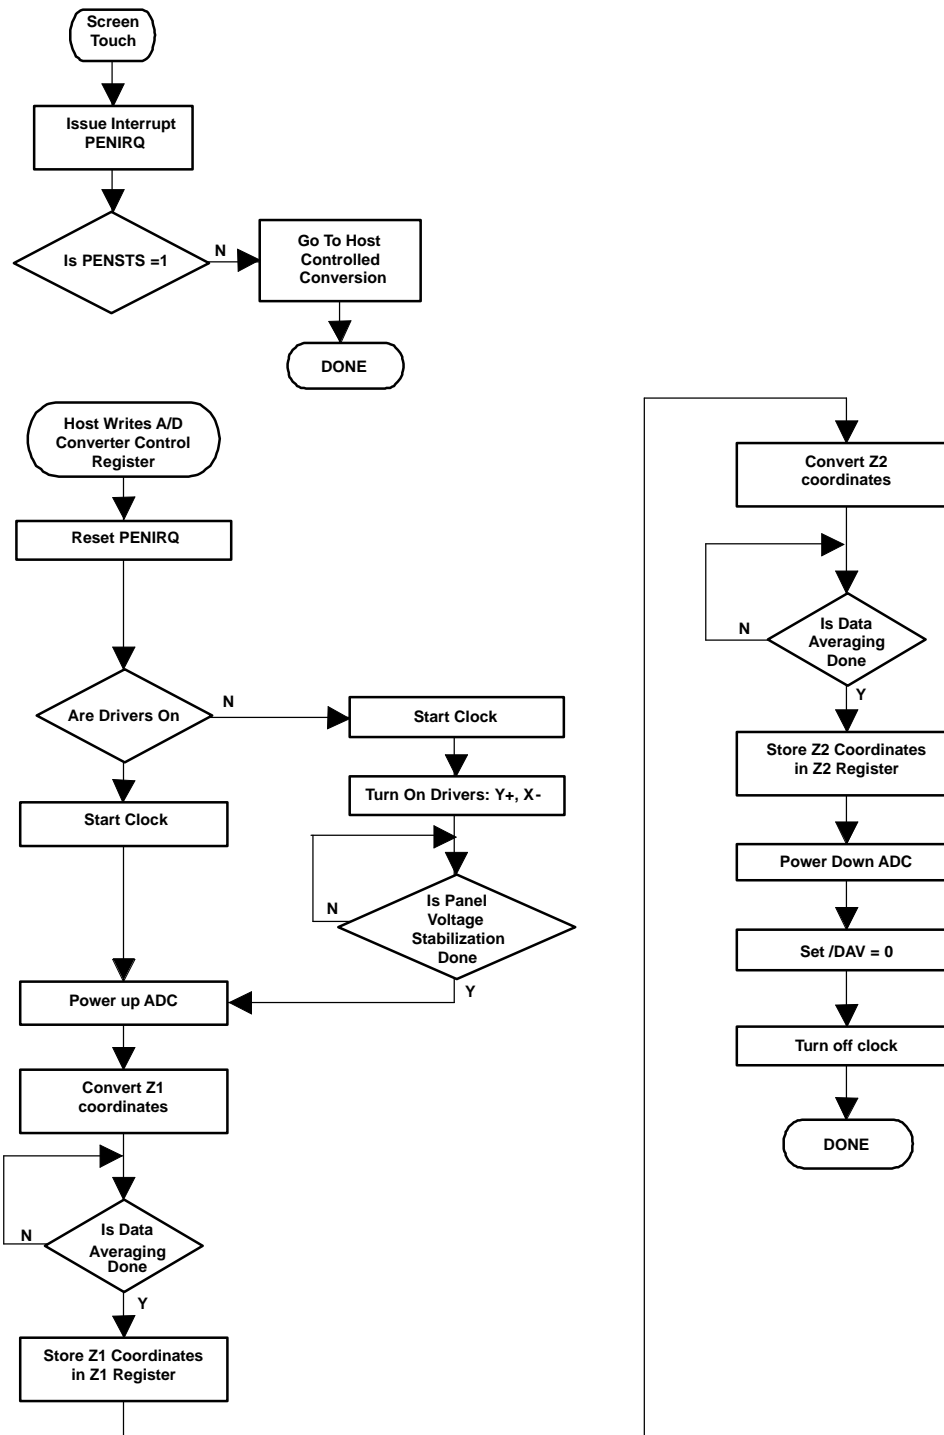 Screen
Touch
Issue Interrupt
PENIRQ
Is PENSTS =1
N
Go To Host
Controlled
Conversion
DONE
Host Writes A/D
Converter Control
Register
Reset PENIRQ
Are Drivers On
N
Start Clock
Start Clock
Turn On Drivers: Y+, X-
Is Panel
Voltage
Stabilization
Done
N
Y
Power up ADC
Convert Z1
coordinates
Is Data
Averaging
Done
N
Y
Store Z1 Coordinates
in Z1 Register
Convert Z2
coordinates
Is Data
Averaging
Done
N
Y
Store Z2 Coordinates
in Z2 Register
Power Down ADC
Set /DAV = 0
Turn off clock
DONE